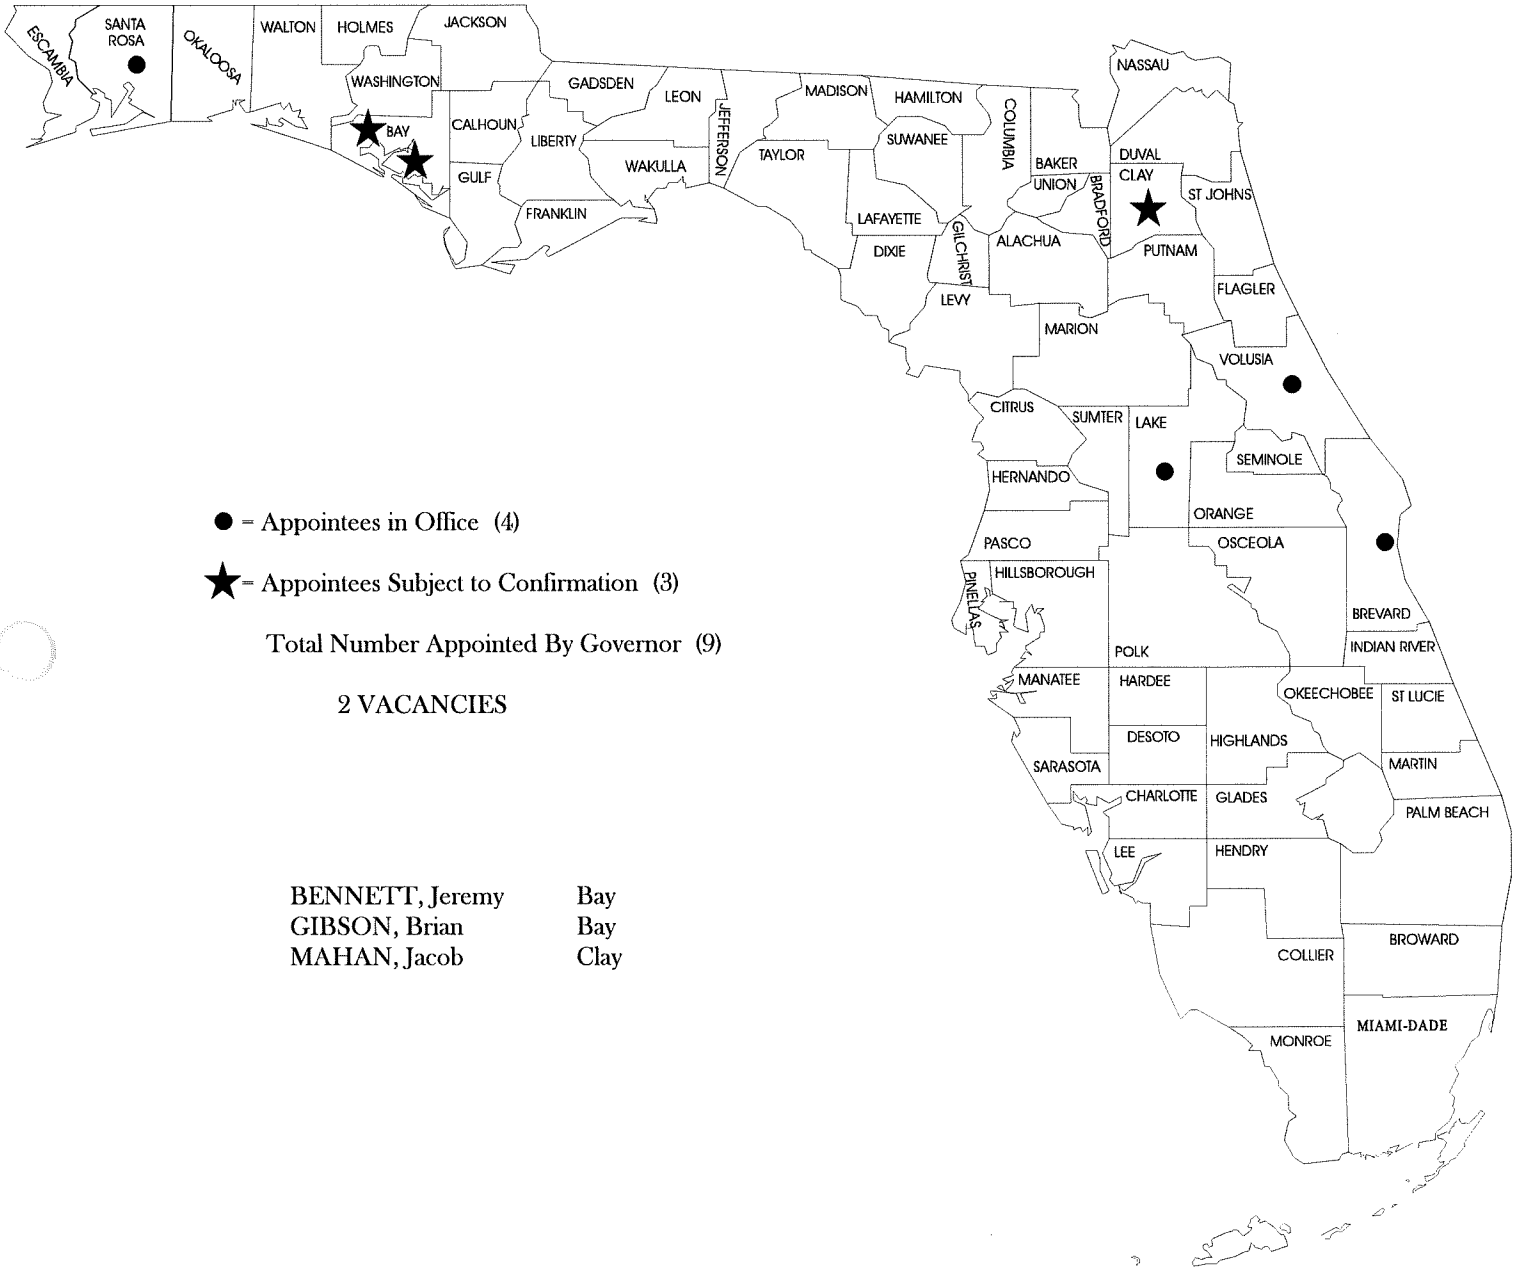 ESCAMBIA
SANTA
ROSA
OKALOOSA
WALTON
HOLMES
JACKSON
WASHINGTON
BAY
CALHOUN
GULF
GADSDEN
LIBERTY
FRANKLIN
LEON
WAKULLA
JEFFERSON
MADISON
TAYLOR
HAMILTON
SUWANEE
LAFAYETTE
DIXIE
COLUMBIA
GILCHRIST
LEVY
BAKER
UNION
BRADFORD
ALACHUA
NASSAU
DUVAL
CLAY
ST JOHNS
PUTNAM
FLAGLER
MARION
VOLUSIA
CITRUS
SUMTER
LAKE
SEMINOLE
HERNANDO
ORANGE
PASCO
OSCEOLA
PINELLAS
HILLSBOROUGH
POLK
BREVARD
INDIAN RIVER
MANATEE
HARDEE
OKEECHOBEE
ST LUCIE
DESOTO
HIGHLANDS
SARASOTA
MARTIN
CHARLOTTE
GLADES
PALM BEACH
LEE
HENDRY
BROWARD
COLLIER
MIAMI-DADE
MONROE
= Appointees in Office (4)
= Appointees Subject to Confirmation (3)
Total Number Appointed By Governor (9)
2 VACANCIES
BENNETT, Jeremy Bay
GIBSON, Brian Bay
MAHAN, Jacob Clay